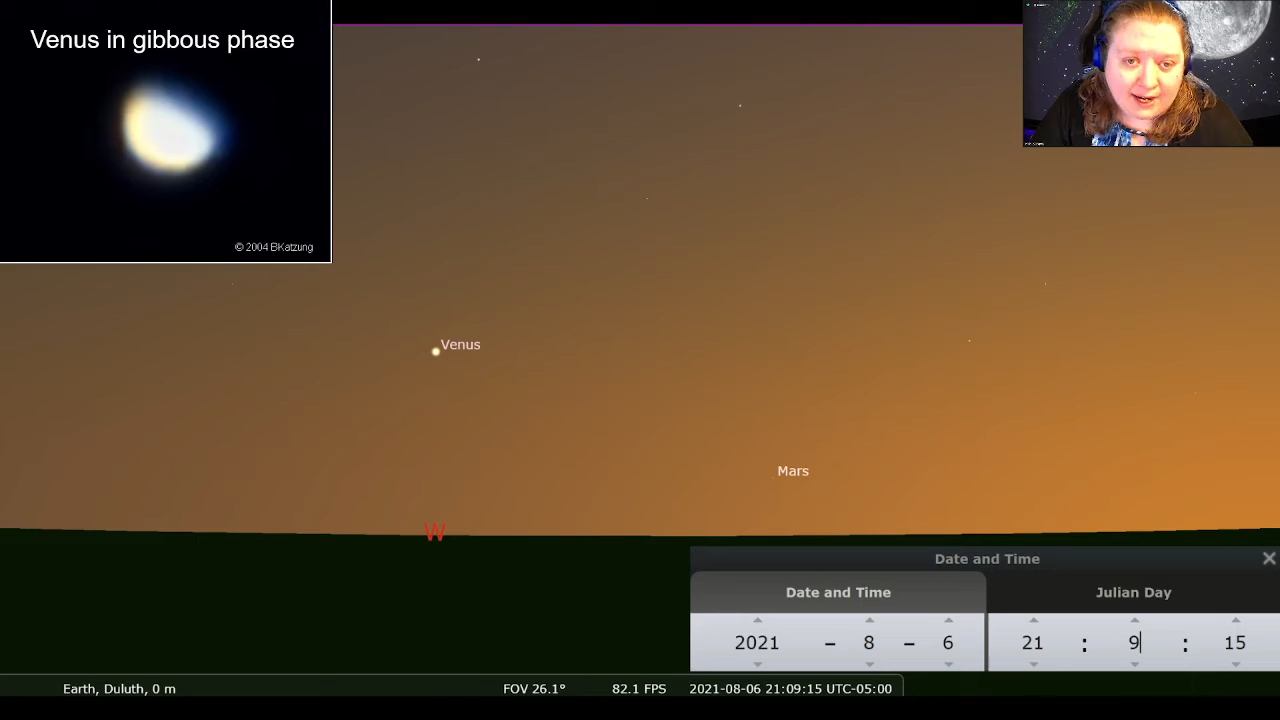 Venus in gibbous phase
© 2004 BKatzung
Venus
Mars
W
Date and Time
Date and Time
Julian Day
2021 - 8 - 6
21 : 9 : 15
Earth, Duluth, 0 m
FOV 26.1°
82.1 FPS
2021-08-06 21:09:15 UTC-05:00